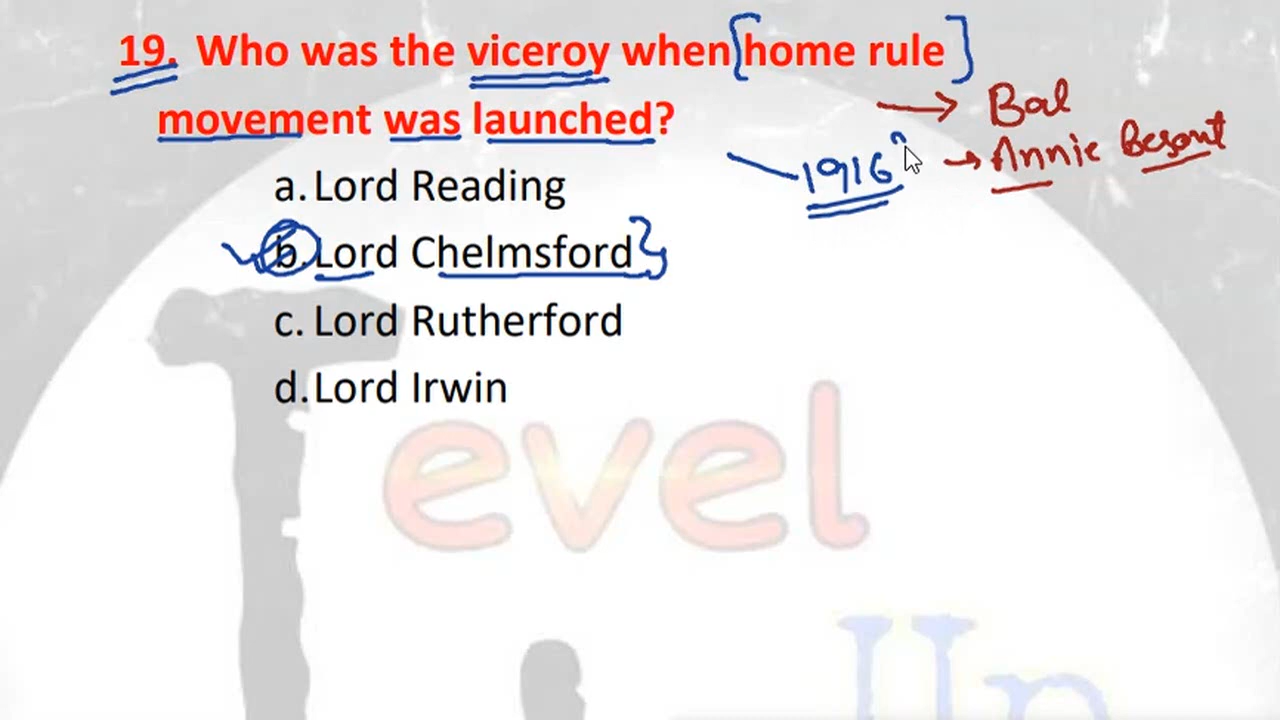 19. Who was the viceroy when [home rule]
movement was launched?
→ Bal
1916 → Annie Besant
a. Lord Reading
b. Lord Chelmsford
c. Lord Rutherford
d. Lord Irwin
evel
Up